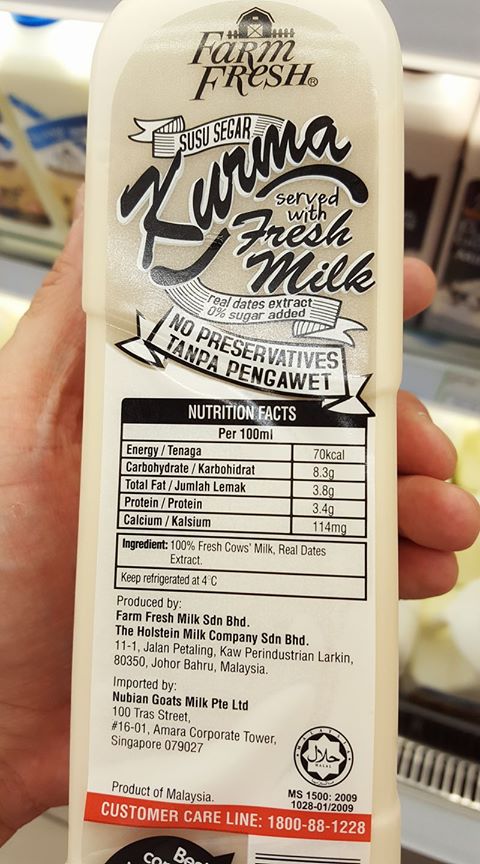 FARM
FRESH®
SUSU SEGAR
Kurma
served
with
Fresh
Milk
real dates extract
0% sugar added
NO PRESERVATIVES
TANPA PENGAWET
NUTRITION FACTS
Per 100ml
Energy / Tenaga 70kcal
Carbohydrate / Karbohidrat 8.3g
Total Fat / Jumlah Lemak 3.8g
Protein / Protein 3.4g
Calcium / Kalsium 114mg
Ingredient: 100% Fresh Cows' Milk, Real Dates
Extract.
Keep refrigerated at 4°C
Produced by:
Farm Fresh Milk Sdn Bhd.
The Holstein Milk Company Sdn Bhd.
11-1, Jalan Petaling, Kaw Perindustrian Larkin,
80350, Johor Bahru, Malaysia.
Imported by:
Nubian Goats Milk Pte Ltd
100 Tras Street,
#16-01, Amara Corporate Tower,
Singapore 079027
MALAYSIA
حلال
HALAL
Product of Malaysia.
MS 1500: 2009
1028-01/2009
CUSTOMER CARE LINE: 1800-88-1228